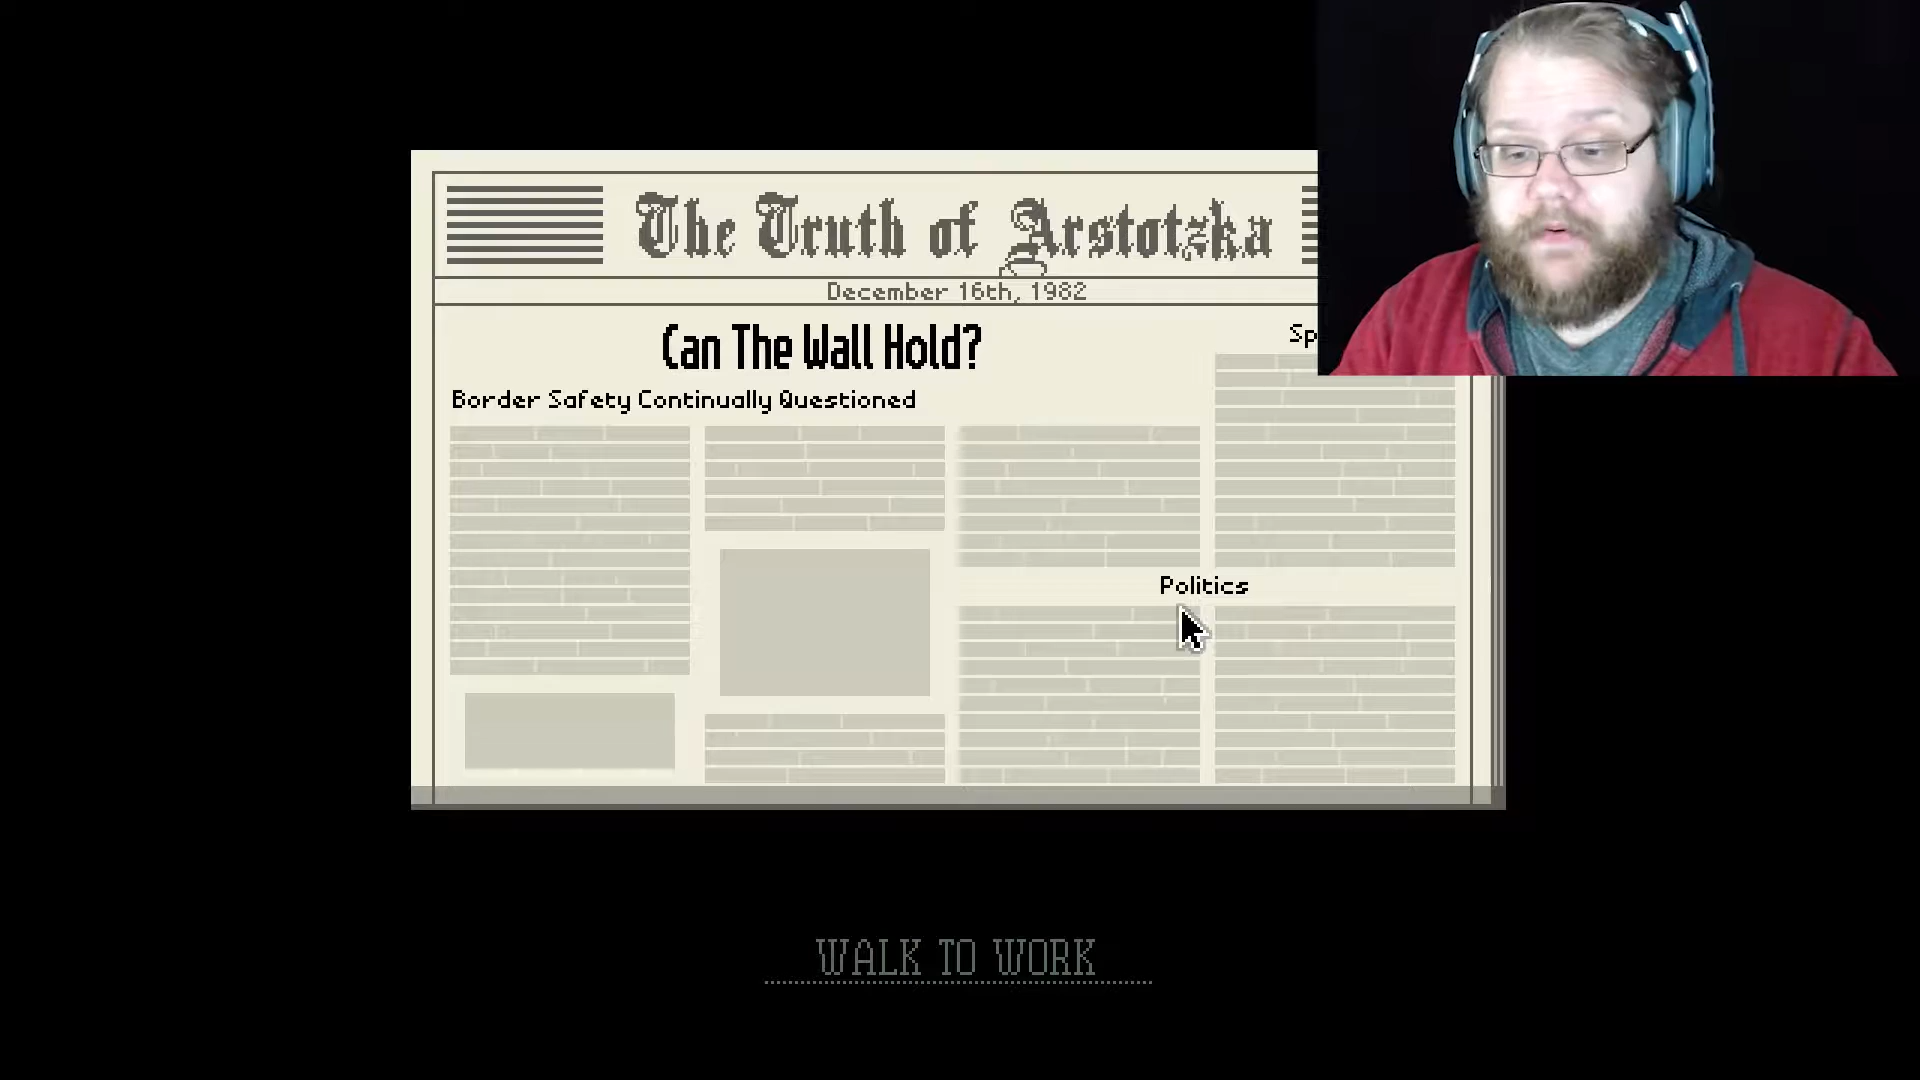 The Truth of Arstotzka
December 16th, 1982
Can The Wall Hold?
Border Safety Continually Questioned
Politics
WALK TO WORK